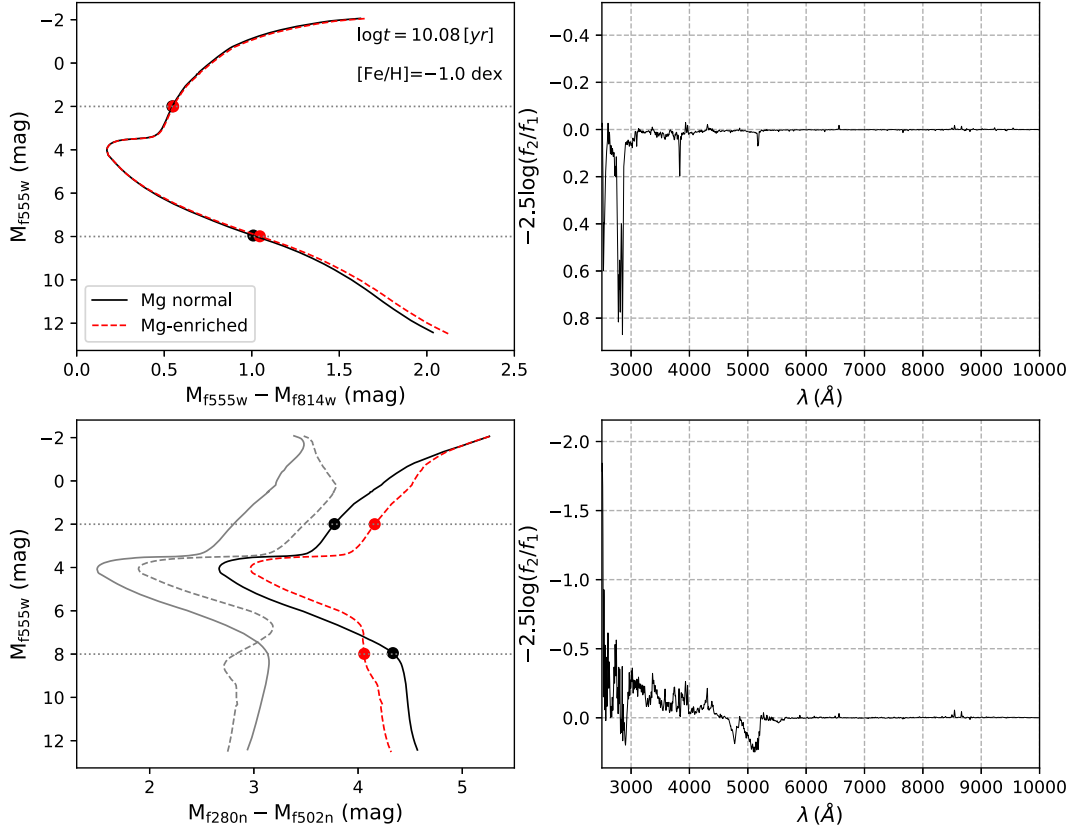 log t = 10.08 [yr]
[Fe/H]=−1.0 dex
Mg normal
Mg-enriched
−2
0
2
4
6
8
10
12
M_f555w (mag)
0.0 0.5 1.0 1.5 2.0 2.5
M_f555w − M_f814w (mag)
−0.4
−0.2
0.0
0.2
0.4
0.6
0.8
−2.5log(f_2/f_1)
3000 4000 5000 6000 7000 8000 9000 10000
λ (Å)
−2
0
2
4
6
8
10
12
M_f555w (mag)
2 3 4 5
M_f280n − M_f502n (mag)
−2.0
−1.5
−1.0
−0.5
0.0
−2.5log(f_2/f_1)
3000 4000 5000 6000 7000 8000 9000 10000
λ (Å)